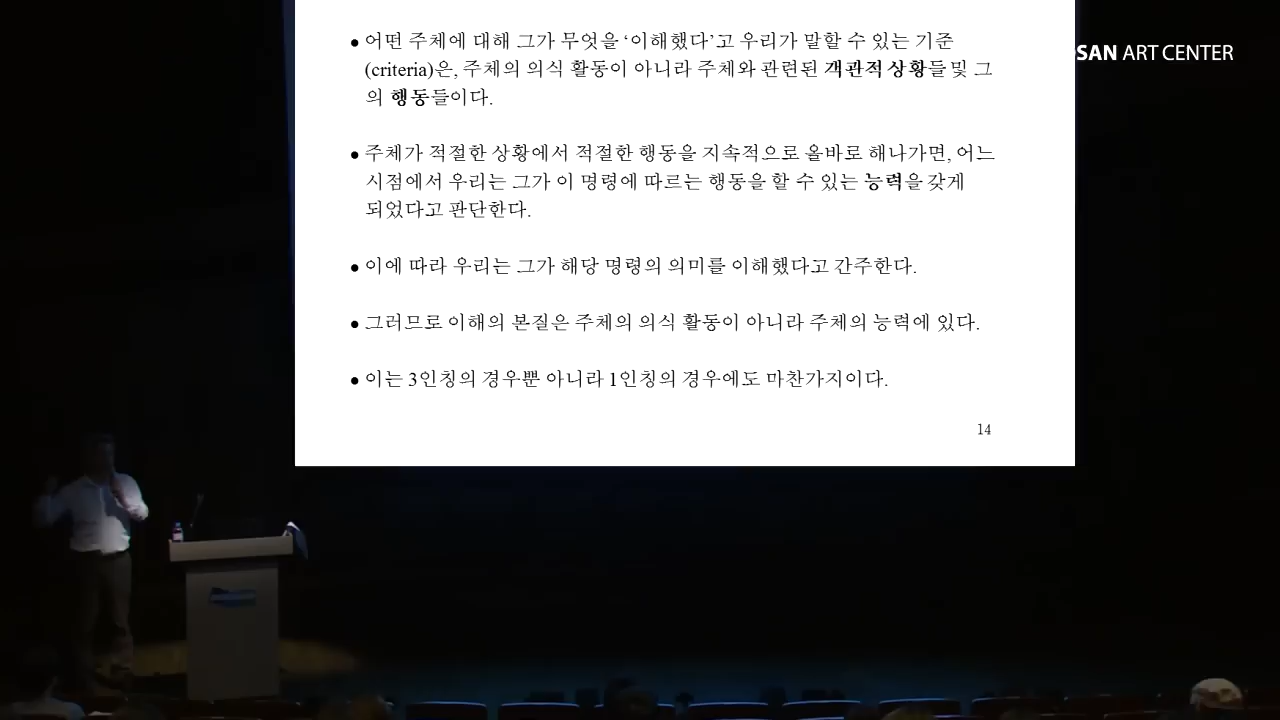 • 어떤 주체에 대해 그가 무엇을 ‘이해했다’고 우리가 말할 수 있는 기준
(criteria)은, 주체의 의식 활동이 아니라 주체와 관련된 객관적 상황들 및 그
의 행동들이다.
• 주체가 적절한 상황에서 적절한 행동을 지속적으로 올바로 해나가면, 어느
시점에서 우리는 그가 이 명령에 따르는 행동을 할 수 있는 능력을 갖게
되었다고 판단한다.
• 이에 따라 우리는 그가 해당 명령의 의미를 이해했다고 간주한다.
• 그러므로 이해의 본질은 주체의 의식 활동이 아니라 주체의 능력에 있다.
• 이는 3인칭의 경우뿐 아니라 1인칭의 경우에도 마찬가지이다.
14
SAN ART CENTER